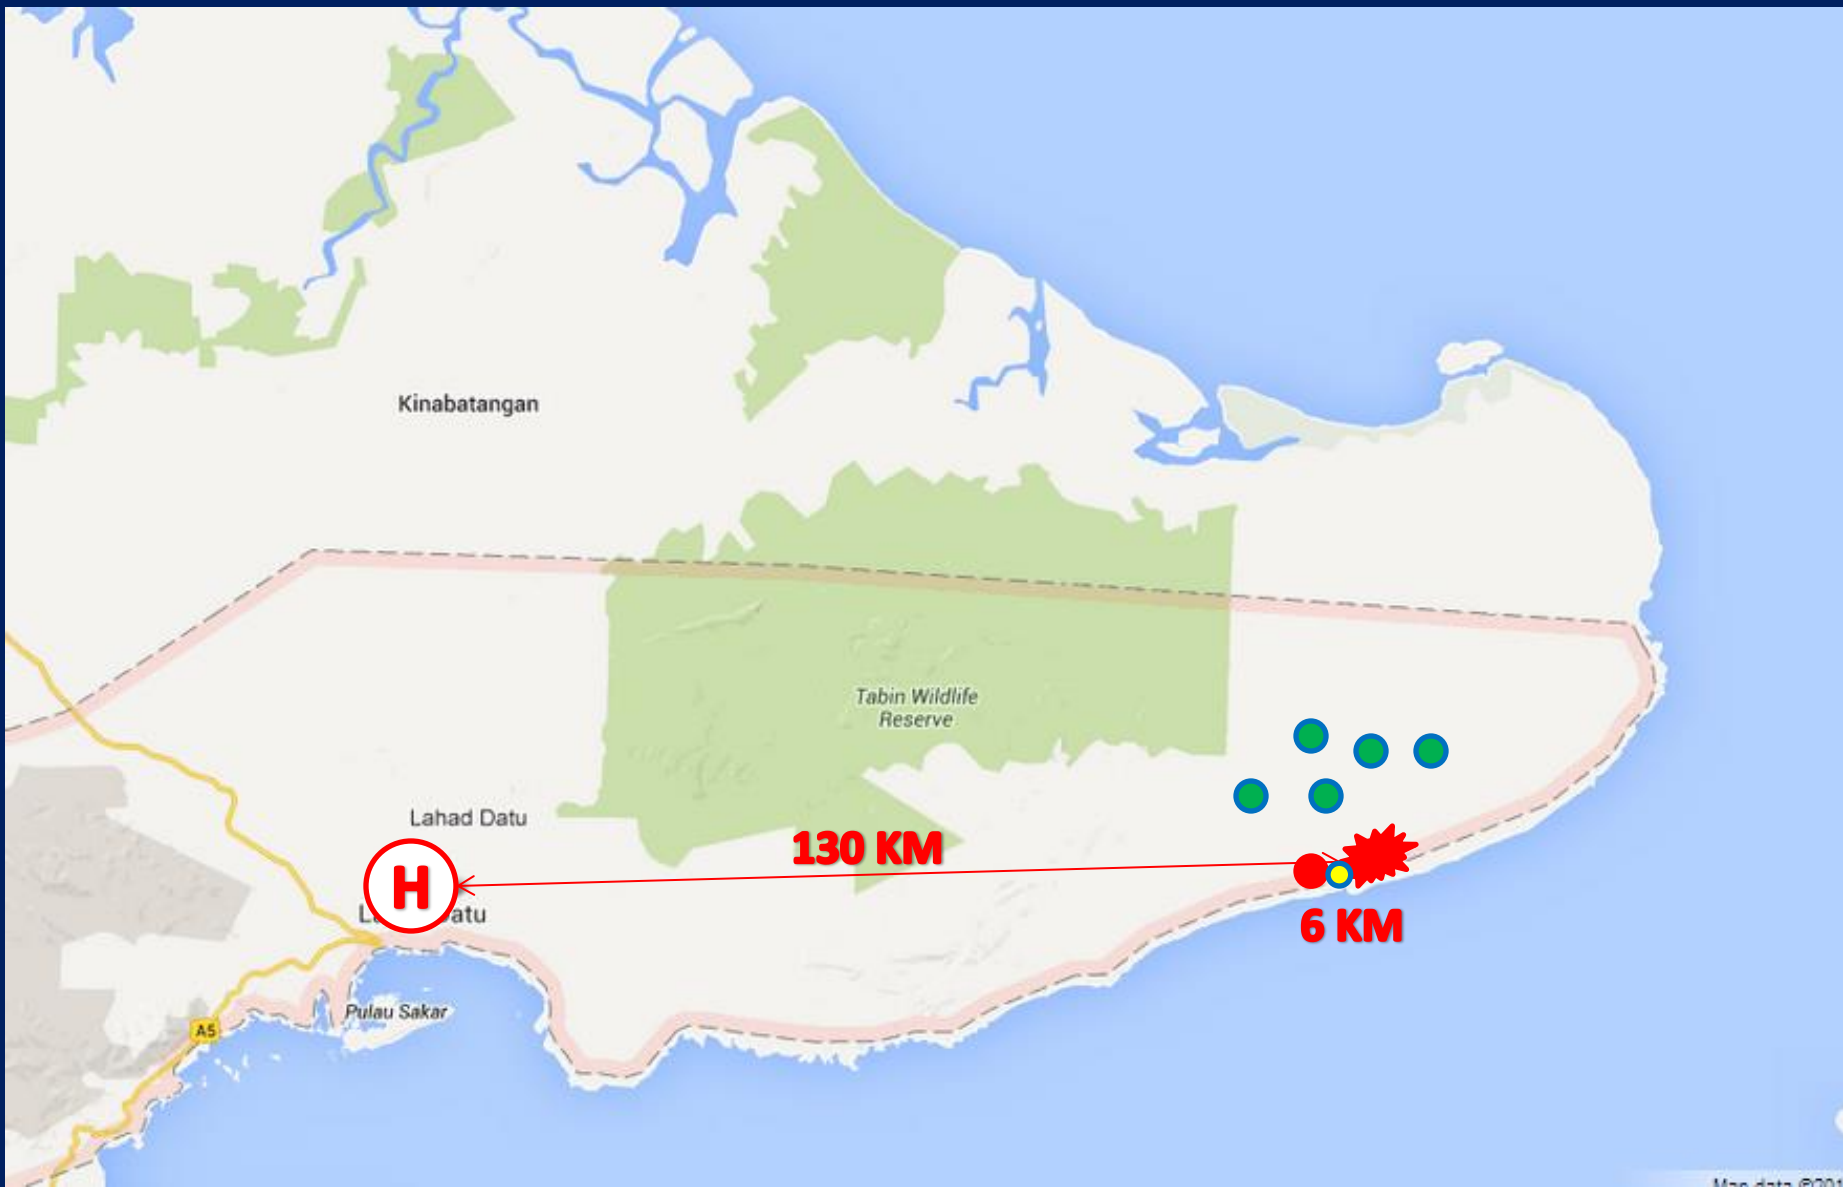 Kinabatangan
Tabin Wildlife
Reserve
Lahad Datu
130 KM
H
6 KM
Pulau Sakar
A5